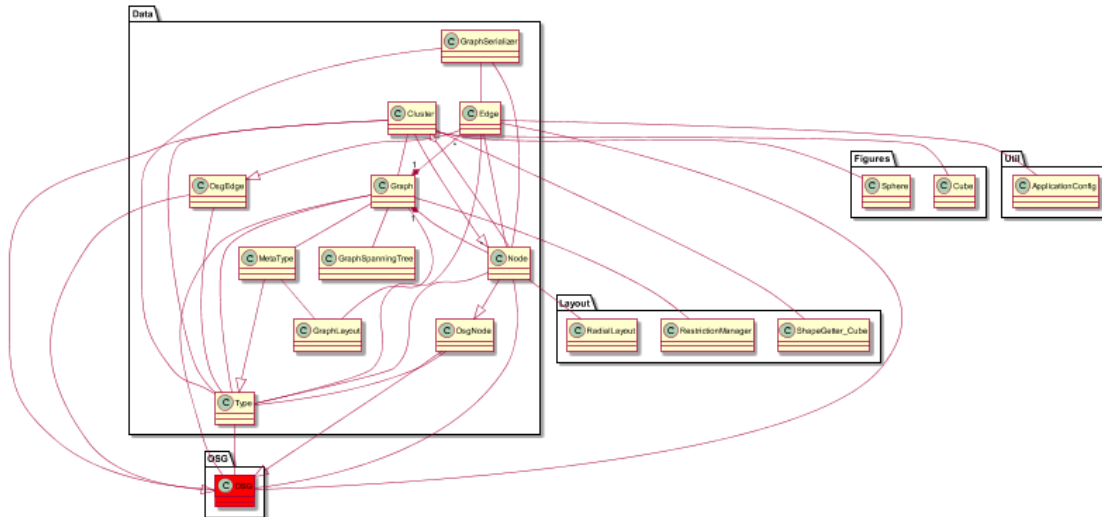 Data
C GraphSerializer
C Cluster
C Edge
Figures
Util
C OsgEdge
1
*
C Graph
C Sphere
C Cube
C ApplicationConfig
1
C MetaType
C GraphSpanningTree
C Node
Layout
C GraphLayout
C OsgNode
C RadialLayout
C RestrictionManager
C ShapeGetter_Cube
C Type
OSG
C OSG